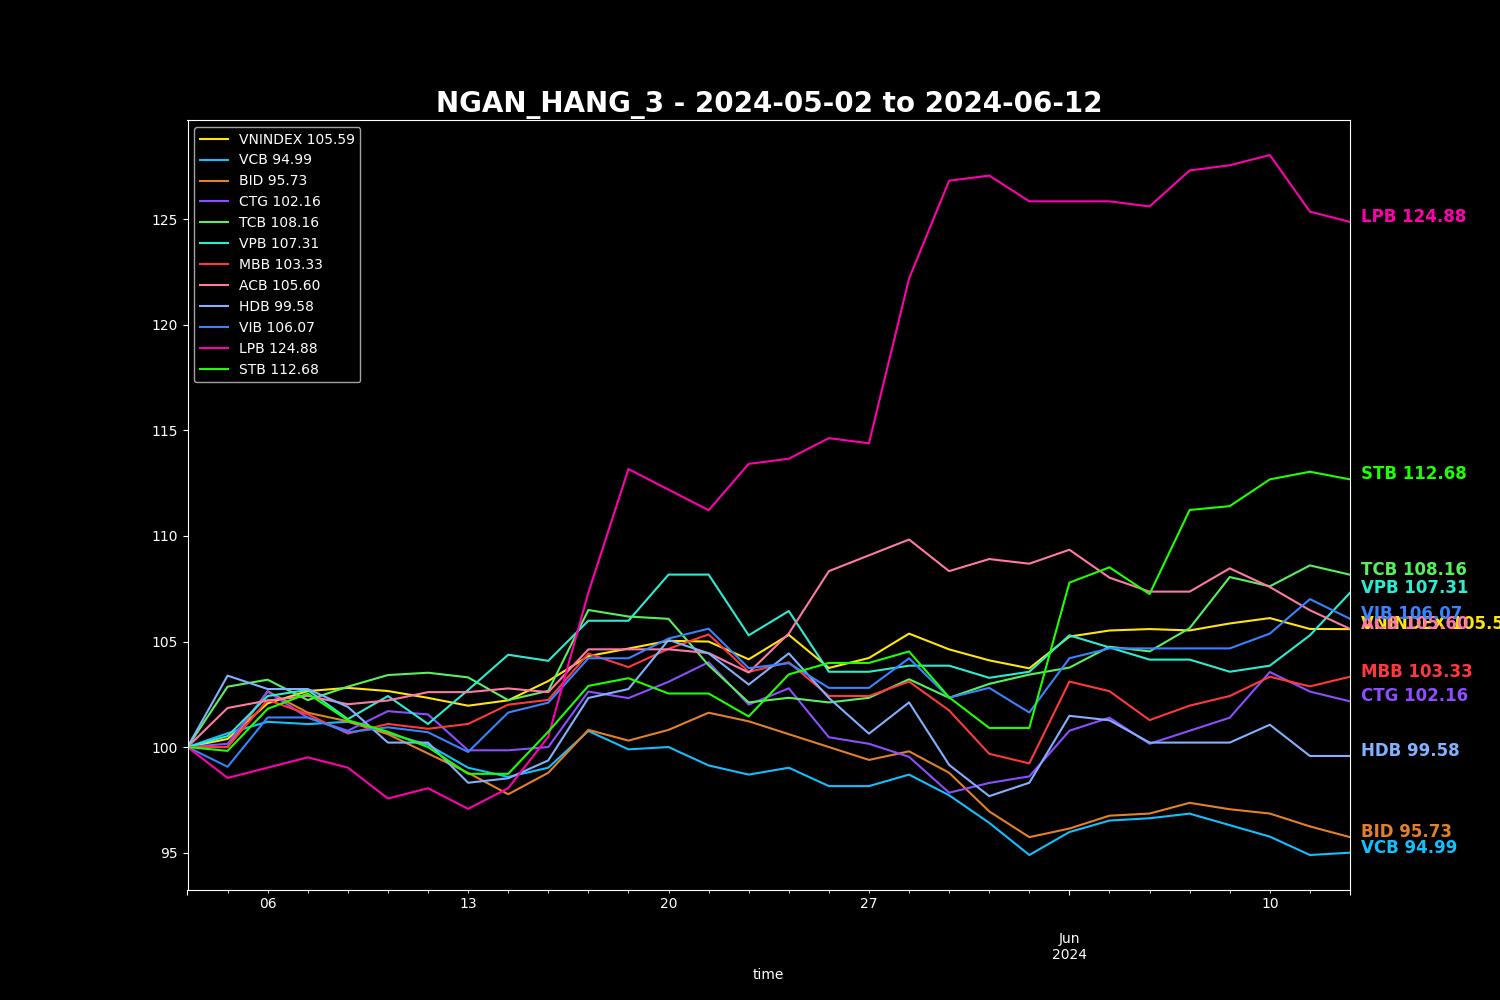 NGAN_HANG_3 - 2024-05-02 to 2024-06-12
VNINDEX 105.59
VCB 94.99
BID 95.73
CTG 102.16
TCB 108.16
VPB 107.31
MBB 103.33
ACB 105.60
HDB 99.58
VIB 106.07
LPB 124.88
STB 112.68
125
120
115
110
105
100
95
LPB 124.88
STB 112.68
TCB 108.16
VPB 107.31
VIB 106.07
MBB 103.33
CTG 102.16
HDB 99.58
BID 95.73
VCB 94.99
06
13
20
27
10
Jun
2024
time